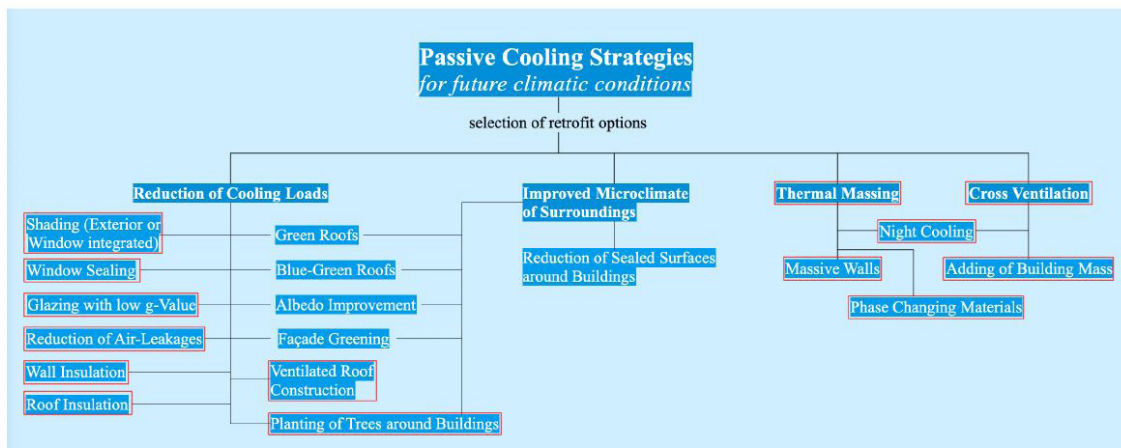 Passive Cooling Strategies
for future climatic conditions
selection of retrofit options
Reduction of Cooling Loads
Improved Microclimate
of Surroundings
Thermal Massing
Cross Ventilation
Shading (Exterior or
Window integrated)
Green Roofs
Night Cooling
Window Sealing
Blue-Green Roofs
Reduction of Sealed Surfaces
around Buildings
Massive Walls
Adding of Building Mass
Glazing with low g-Value
Albedo Improvement
Phase Changing Materials
Reduction of Air-Leakages
Façade Greening
Wall Insulation
Ventilated Roof
Construction
Roof Insulation
Planting of Trees around Buildings